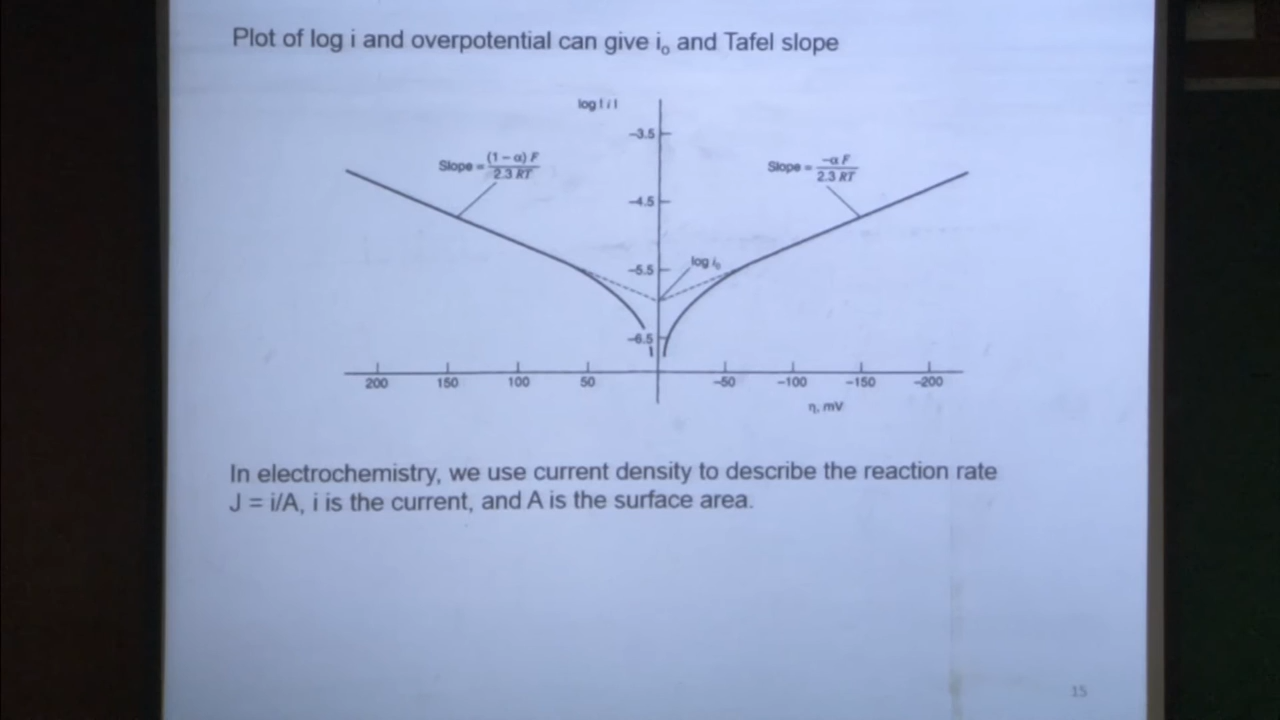 Plot of log i and overpotential can give i₀ and Tafel slope
log | i |
-3.5
Slope = (1 - α) F / 2.3 RT
Slope = -α F / 2.3 RT
-4.5
-5.5
log i₀
-6.5
200 150 100 50 -50 -100 -150 -200
η, mV
In electrochemistry, we use current density to describe the reaction rate
J = i/A, i is the current, and A is the surface area.
15